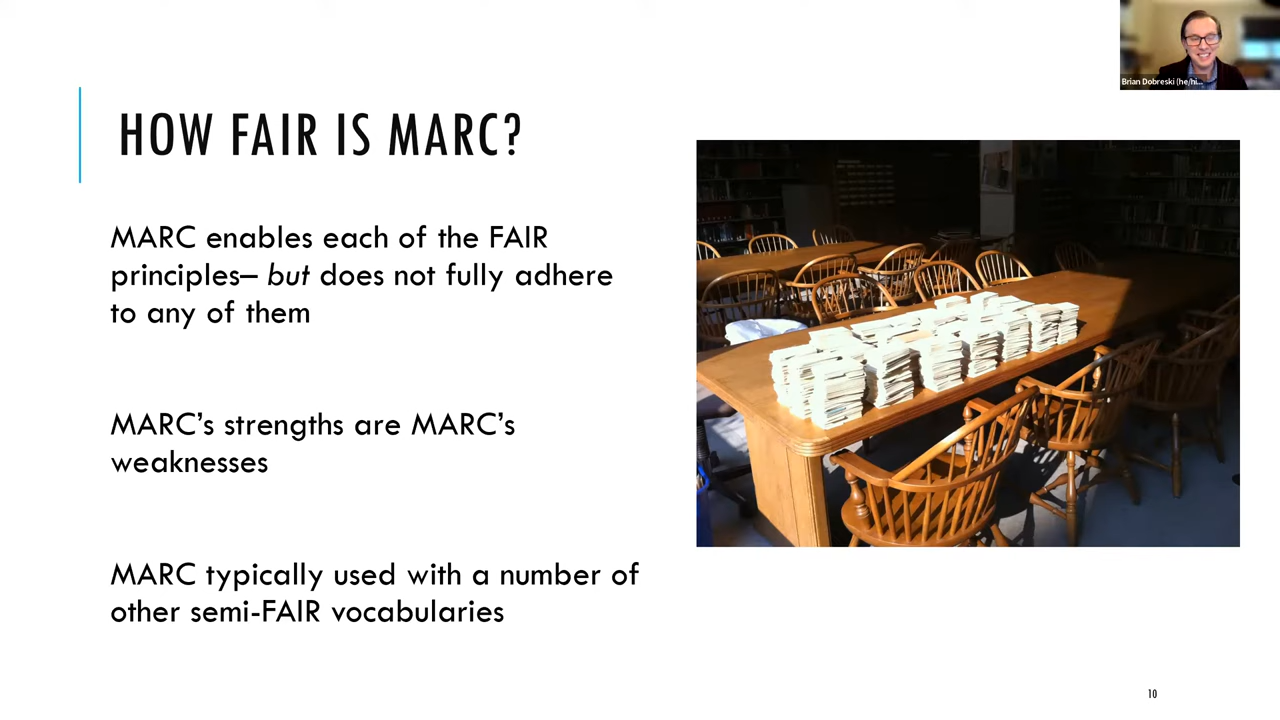 HOW FAIR IS MARC?
MARC enables each of the FAIR
principles– but does not fully adhere
to any of them
MARC’s strengths are MARC’s
weaknesses
MARC typically used with a number of
other semi-FAIR vocabularies
Brian Dobreski (he/hi...
10